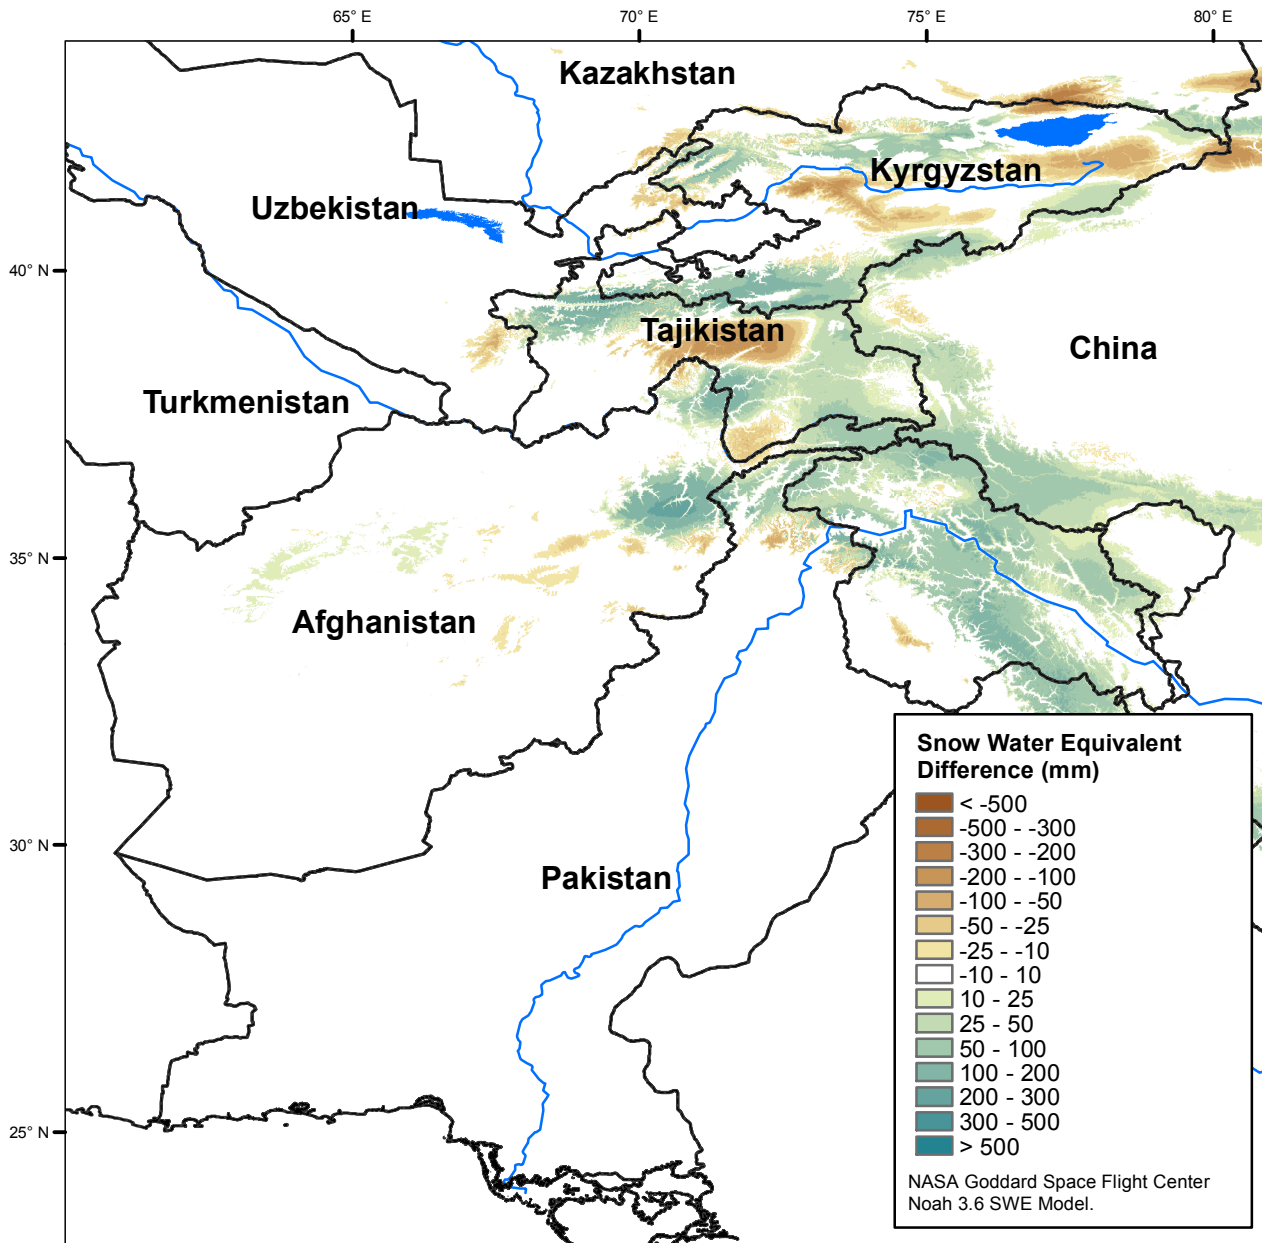 65° E
70° E
75° E
80° E
Kazakhstan
Kyrgyzstan
Uzbekistan
40° N
Tajikistan
China
Turkmenistan
35° N
Afghanistan
30° N
Pakistan
25° N
Snow Water Equivalent
Difference (mm)
< -500
-500 - -300
-300 - -200
-200 - -100
-100 - -50
-50 - -25
-25 - -10
-10 - 10
10 - 25
25 - 50
50 - 100
100 - 200
200 - 300
300 - 500
> 500
NASA Goddard Space Flight Center
Noah 3.6 SWE Model.